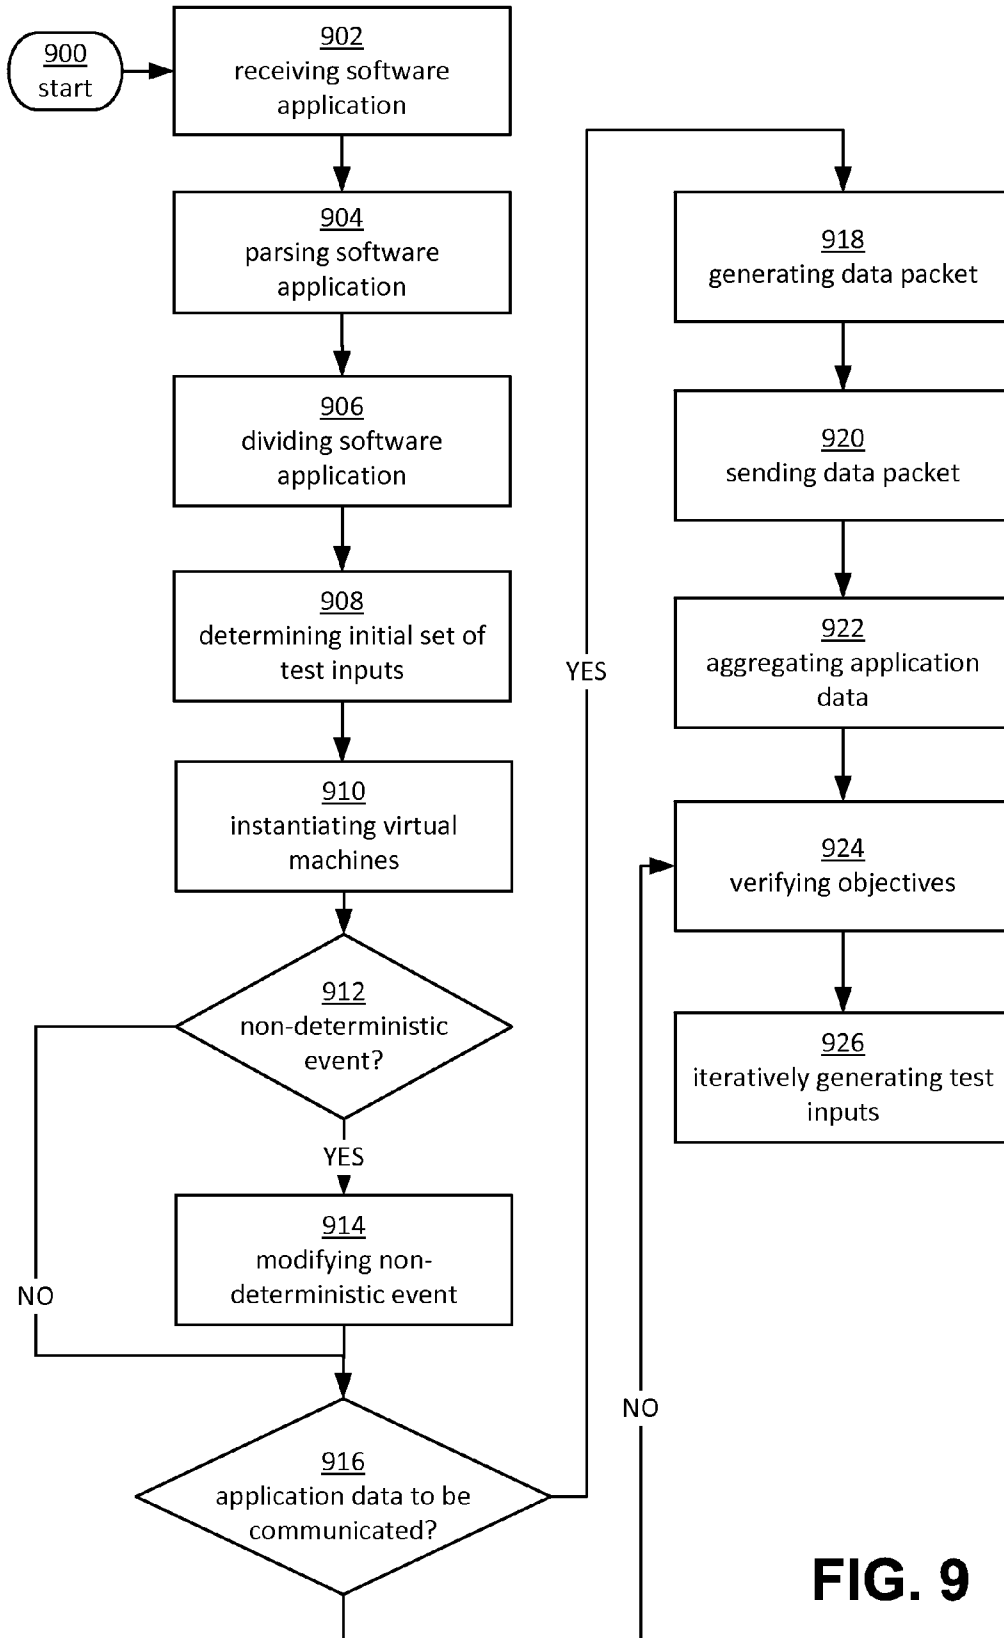 900
start
902
receiving software
application
904
parsing software
application
906
dividing software
application
908
determining initial set of
test inputs
910
instantiating virtual
machines
912
non-deterministic
event?
YES
NO
914
modifying non-
deterministic event
916
application data to be
communicated?
YES
NO
918
generating data packet
920
sending data packet
922
aggregating application
data
924
verifying objectives
926
iteratively generating test
inputs
FIG. 9